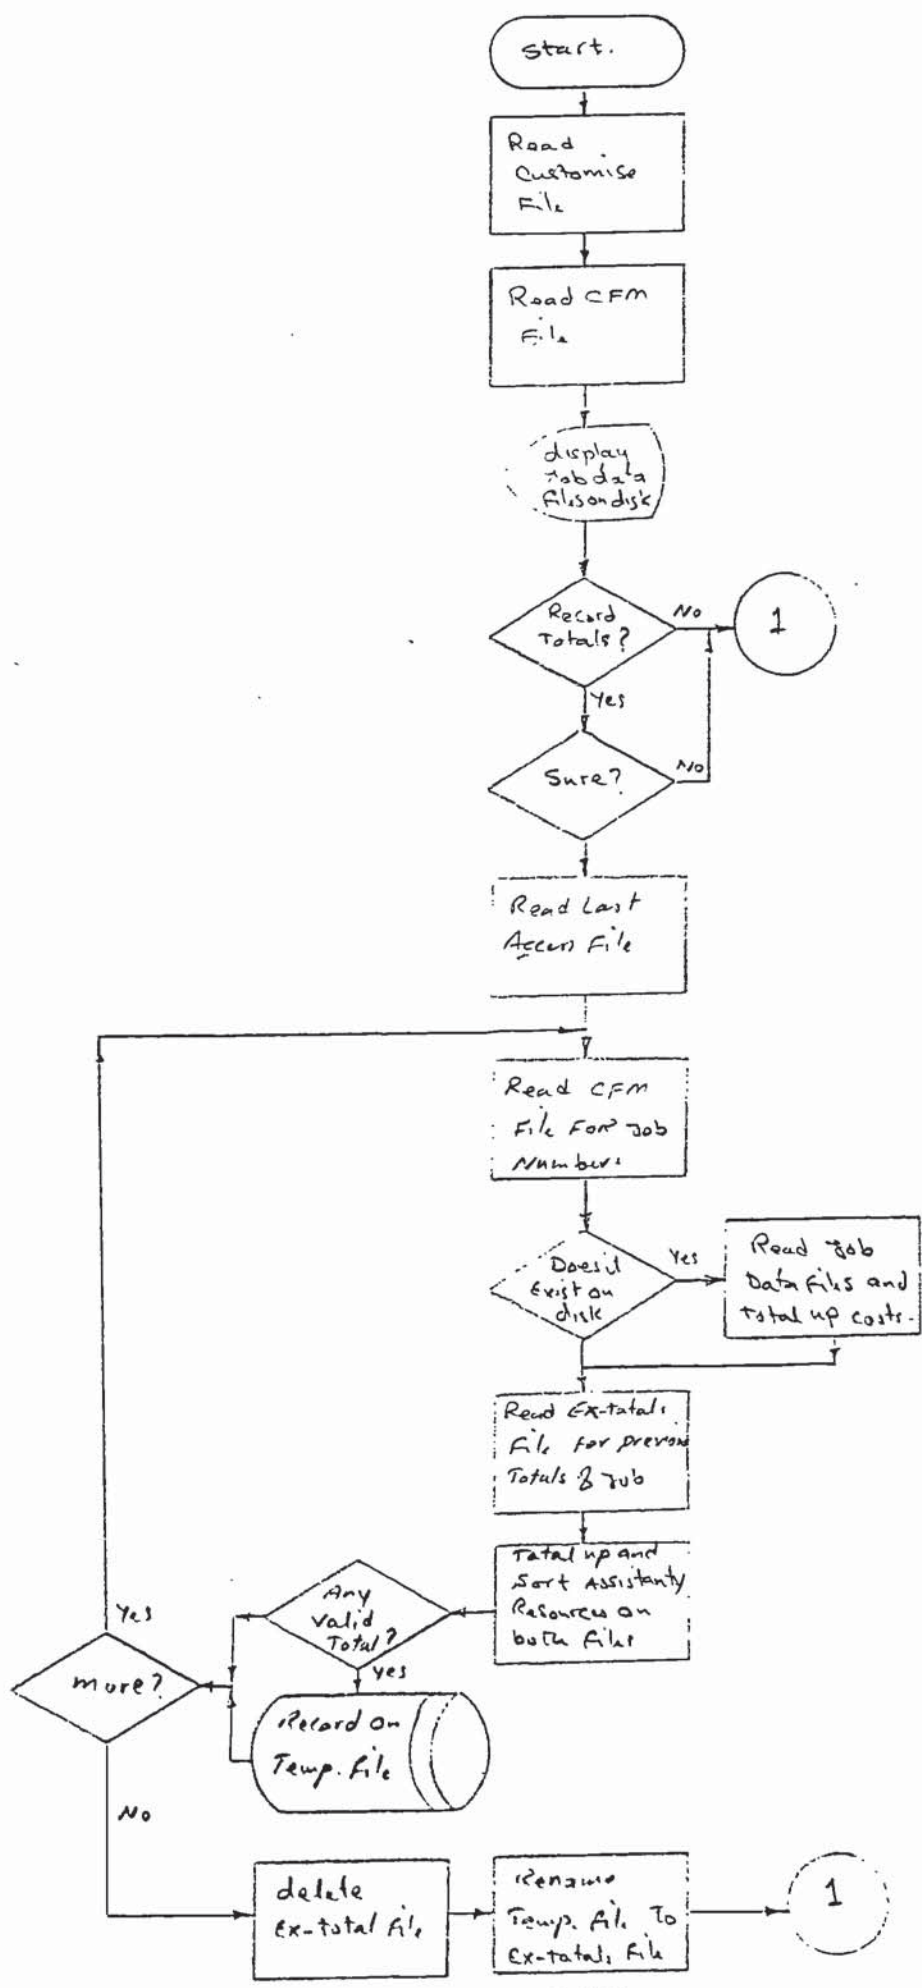 Start.
Read
Customise
File
Read CFM
File
display
Job data
Files on disk
Record
Totals?
No
1
Yes
Sure?
No
Read Last
Access File
Read CFM
File For Job
Numbers
Does it
Exist on
disk
Yes
Read Job
Data Files and
Total up costs.
Read Ex-totals
File for previous
Totals & Job
Total up and
Sort Assistanty
Resources on
both Files
Any
Valid
Total?
Yes
Record on
Temp. File
more?
Yes
No
delete
Ex-total File
Rename
Temp. File To
Ex-totals File
1